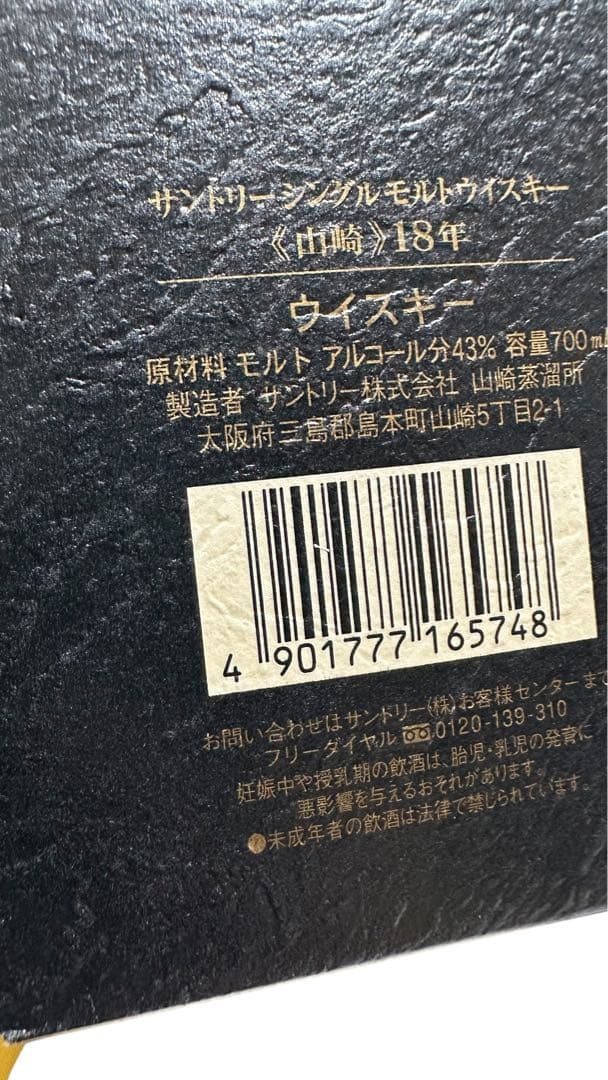 サントリーシングルモルトウイスキー
《山崎》18年
ウイスキー
原材料 モルト アルコール分43% 容量700ml
製造者 サントリー株式会社 山崎蒸溜所
大阪府三島郡島本町山崎5丁目2-1
4 901777 165748
お問い合わせはサントリー(株)お客様センターまで
フリーダイヤル 0120-139-310
妊娠中や授乳期の飲酒は、胎児・乳児の発育に
悪影響を与えるおそれがあります。
未成年者の飲酒は法律で禁じられています。